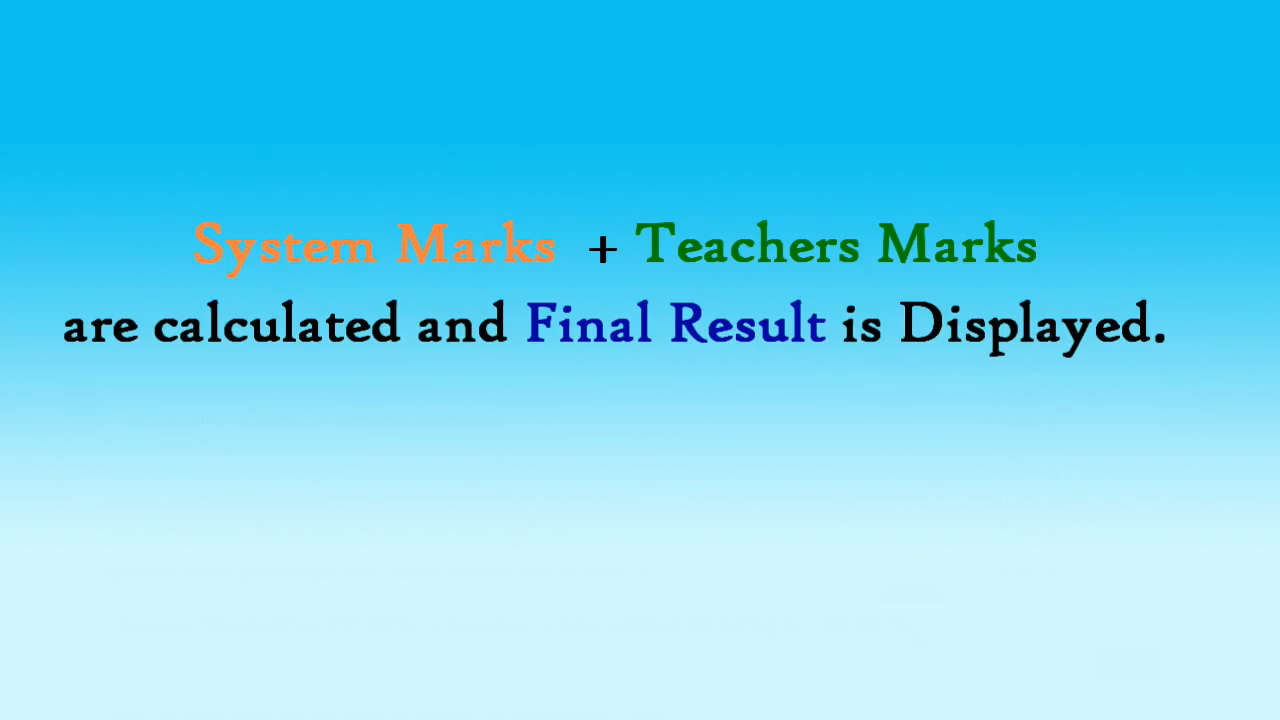 System Marks + Teachers Marks
are calculated and Final Result is Displayed.